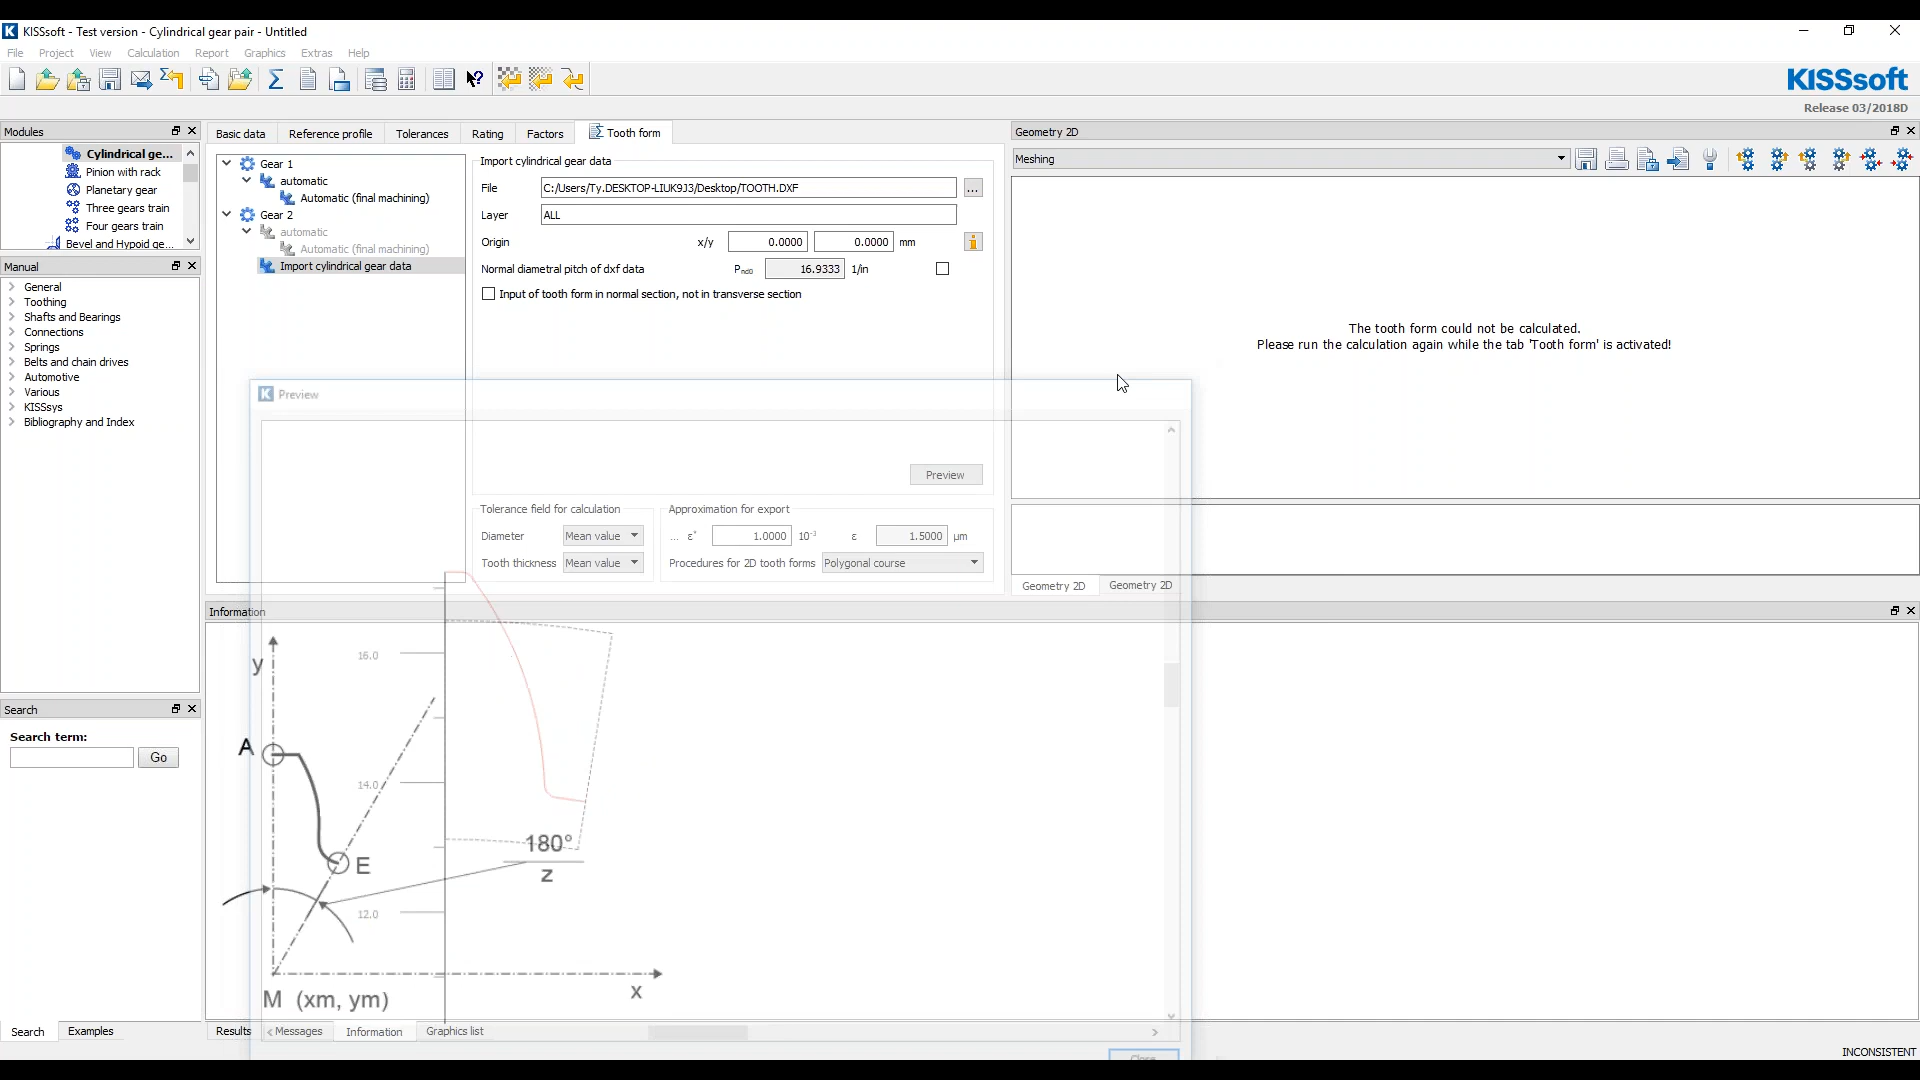 KISSsoft - Test version - Cylindrical gear pair - Untitled
File Project View Calculation Report Graphics Extras Help
KISSsoft
Release 03/2018D
Modules
Cylindrical ge...
Pinion with rack
Planetary gear
Three gears train
Four gears train
Bevel and Hypoid ge...
Manual
General
Toothing
Shafts and Bearings
Connections
Springs
Belts and chain drives
Automotive
Various
KISSsys
Bibliography and Index
Search
Search term:
Go
Search Examples
Basic data Reference profile Tolerances Rating Factors Tooth form
Gear 1
automatic
Automatic (final machining)
Gear 2
automatic
Automatic (final machining)
Import cylindrical gear data
Import cylindrical gear data
File C:/Users/Ty.DESKTOP-LIUK9J3/Desktop/TOOTH.DXF ...
Layer ALL
Origin x/y 0.0000 0.0000 mm
Normal diametral pitch of dxf data Pnd0 16.9333 1/in
Input of tooth form in normal section, not in transverse section
Preview
Preview
Tolerance field for calculation
Diameter Mean value
Tooth thickness Mean value
Approximation for export
... ε* 1.0000 10-3 ε 1.5000 μm
Procedures for 2D tooth forms Polygonal course
Geometry 2D
Meshing
The tooth form could not be calculated.
Please run the calculation again while the tab 'Tooth form' is activated!
Geometry 2D Geometry 2D
Information
y
16.0
A
14.0
E
180°
z
12.0
x
M (xm, ym)
Results Messages Information Graphics list
Close
INCONSISTENT